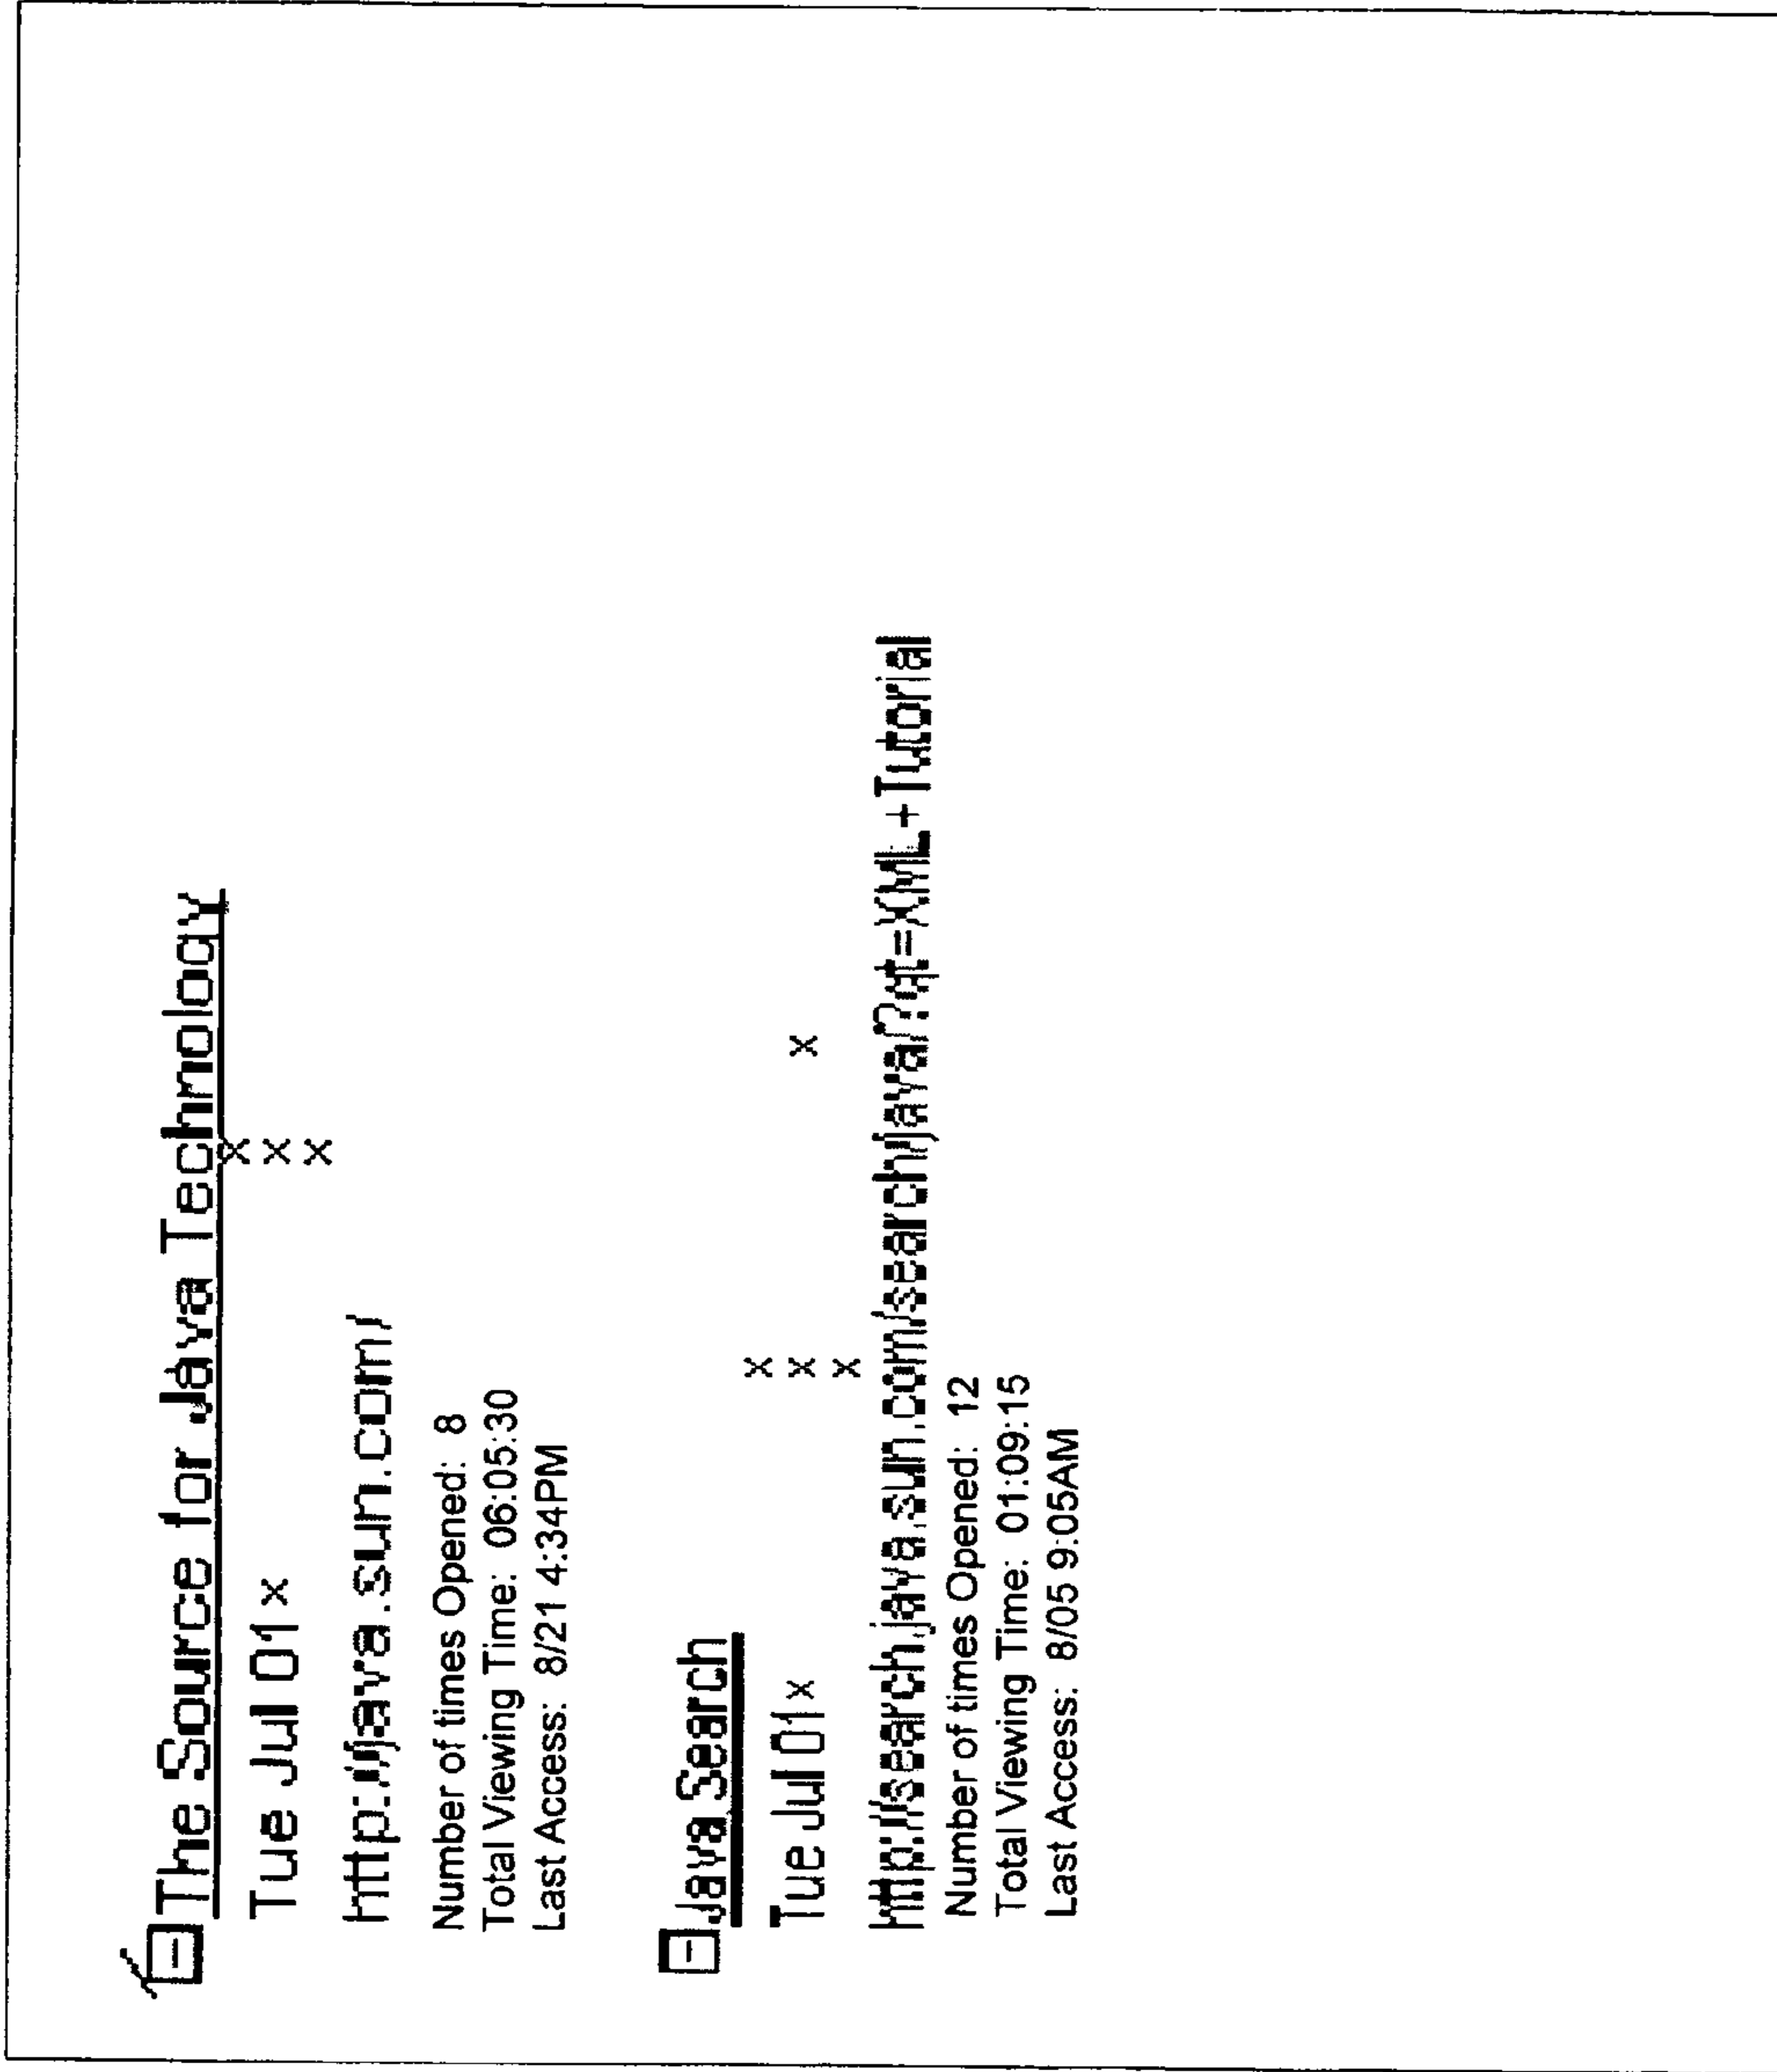 The Source for Java Technology
x
Tue Jul 01 x x
x
http://java.sun.com/
Number of times Opened: 8
Total Viewing Time: 06:05:30
Last Access: 8/21 4:34PM
Java Search
x
Tue Jul 01 x x x
x
http://search.java.sun.com/search/java/?qt=XML+Tutorial
Number of times Opened: 12
Total Viewing Time: 01:09:15
Last Access: 8/05 9:05AM